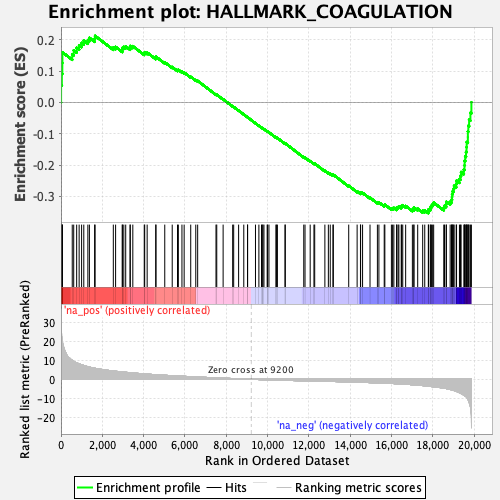 Enrichment plot: HALLMARK_COAGULATION
Enrichment score (ES)
0.2
0.1
0.0
-0.1
-0.2
-0.3
'na_pos' (positively correlated)
Ranked list metric (PreRanked)
30
20
10
0
-10
-20
Zero cross at 9200
'na_neg' (negatively correlated)
0
2,000
4,000
6,000
8,000
10,000
12,000
14,000
16,000
18,000
20,000
Rank in Ordered Dataset
Enrichment profile
Hits
Ranking metric scores